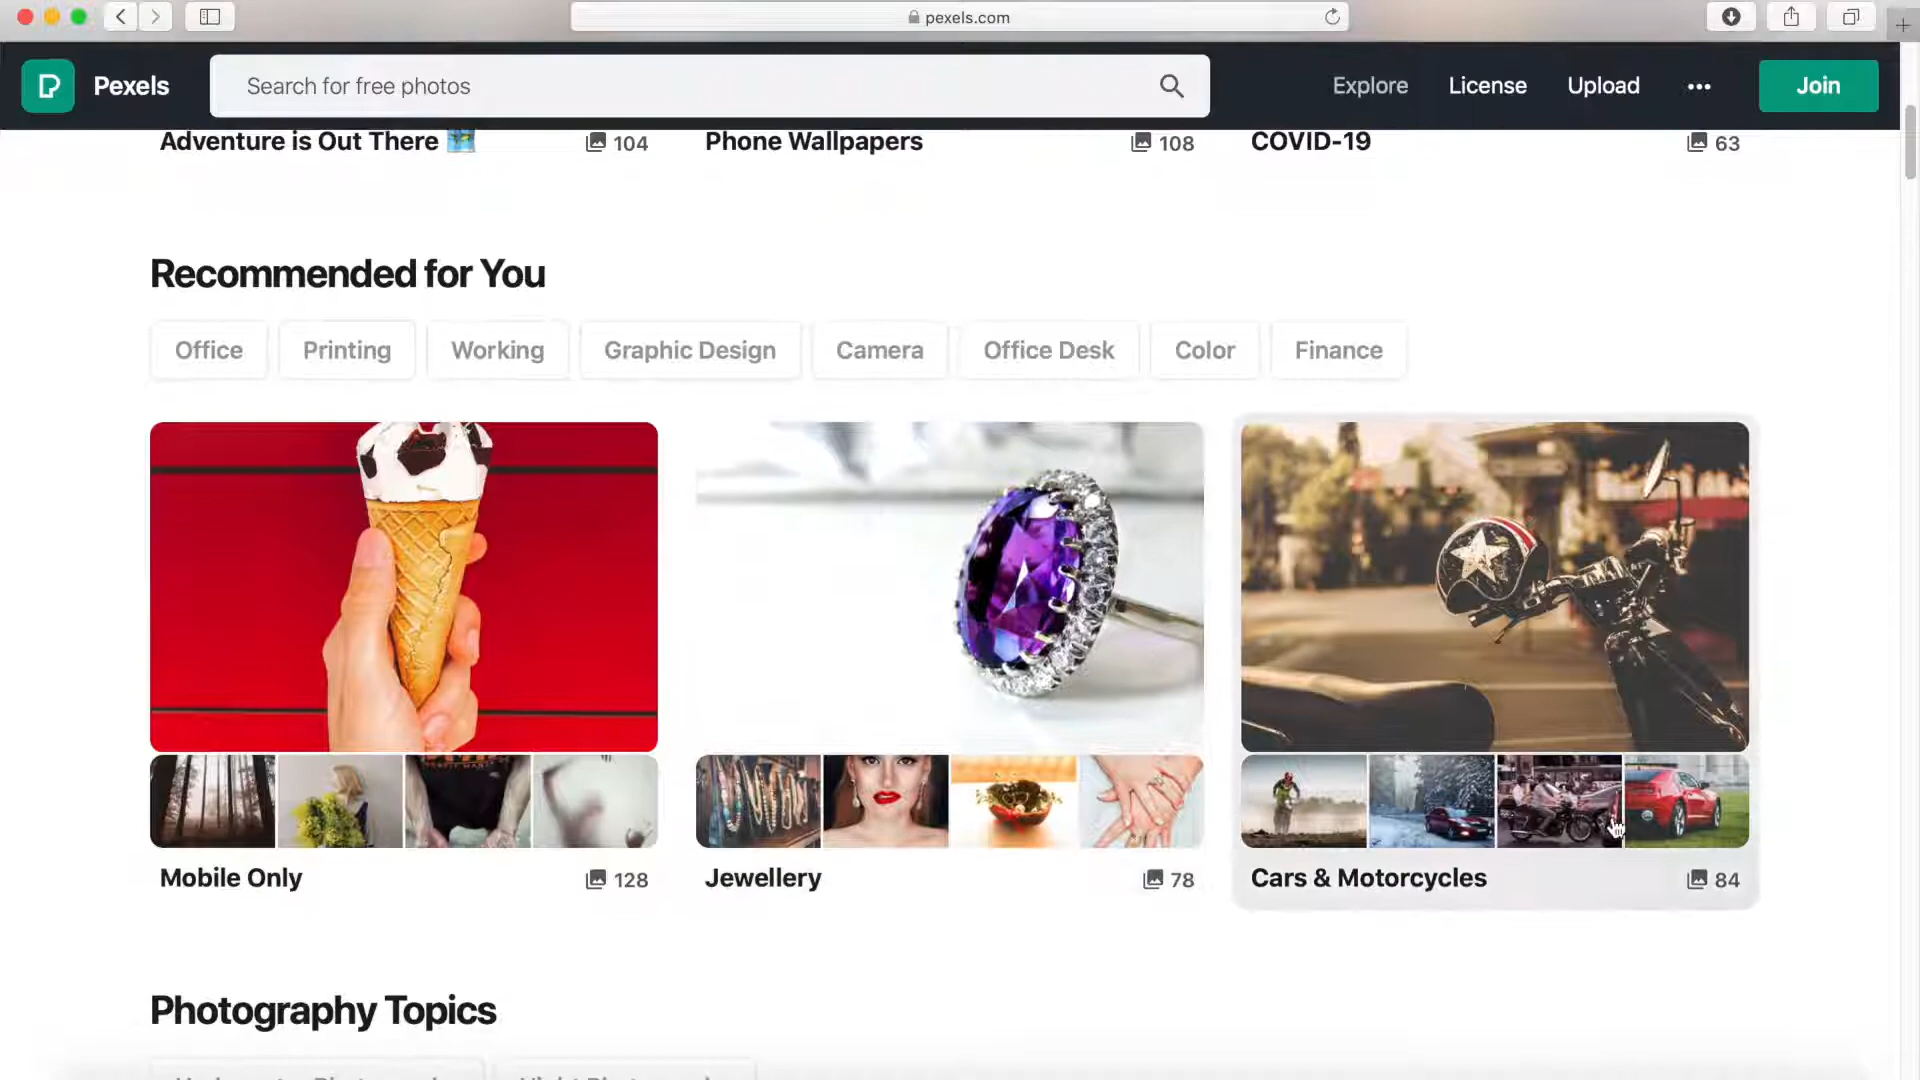 pexels.com
Pexels
Search for free photos
Explore
License
Upload
Join
Adventure is Out There
104
Phone Wallpapers
108
COVID-19
63
Recommended for You
Office
Printing
Working
Graphic Design
Camera
Office Desk
Color
Finance
Mobile Only
128
Jewellery
78
Cars & Motorcycles
84
Photography Topics